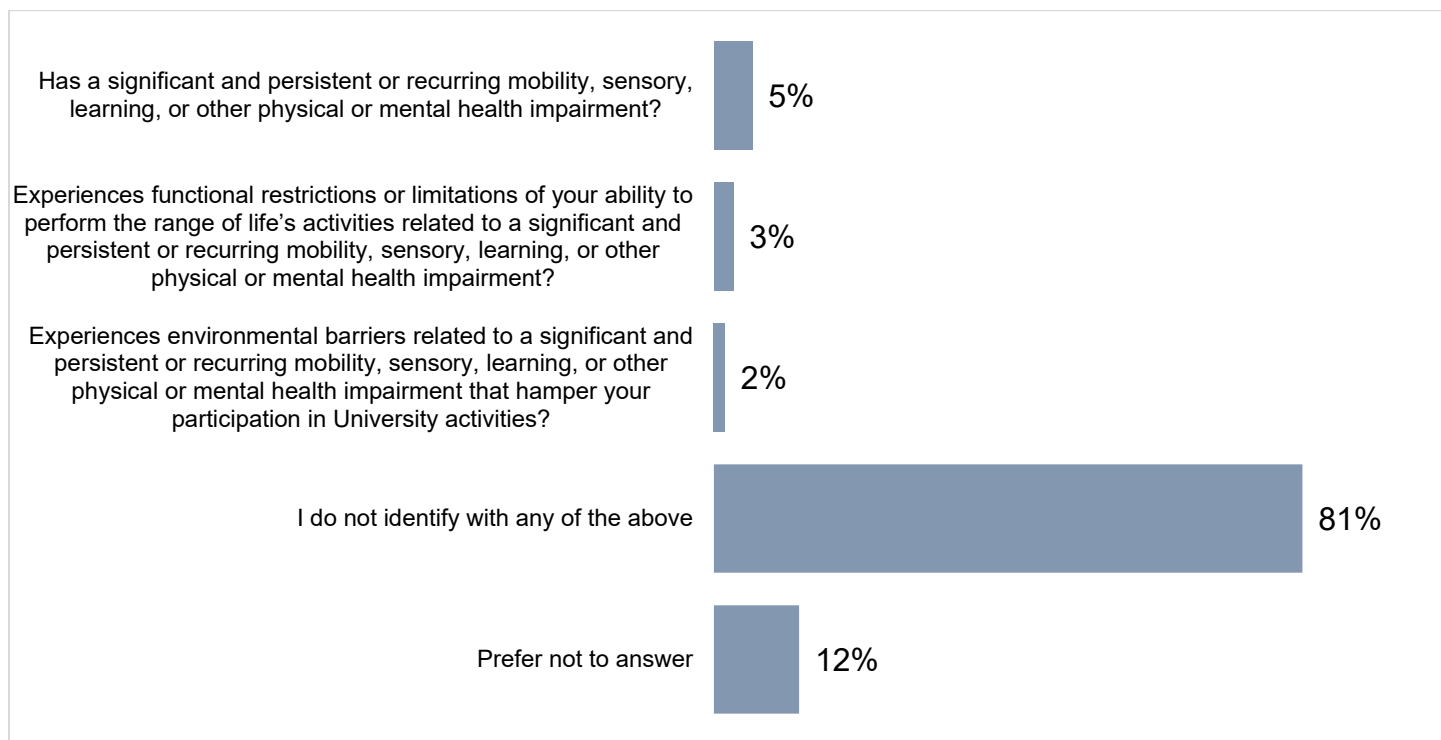 Has a significant and persistent or recurring mobility, sensory,
learning, or other physical or mental health impairment?
5%
Experiences functional restrictions or limitations of your ability to
perform the range of life’s activities related to a significant and
persistent or recurring mobility, sensory, learning, or other
physical or mental health impairment?
3%
Experiences environmental barriers related to a significant and
persistent or recurring mobility, sensory, learning, or other
physical or mental health impairment that hamper your
participation in University activities?
2%
I do not identify with any of the above
81%
Prefer not to answer
12%